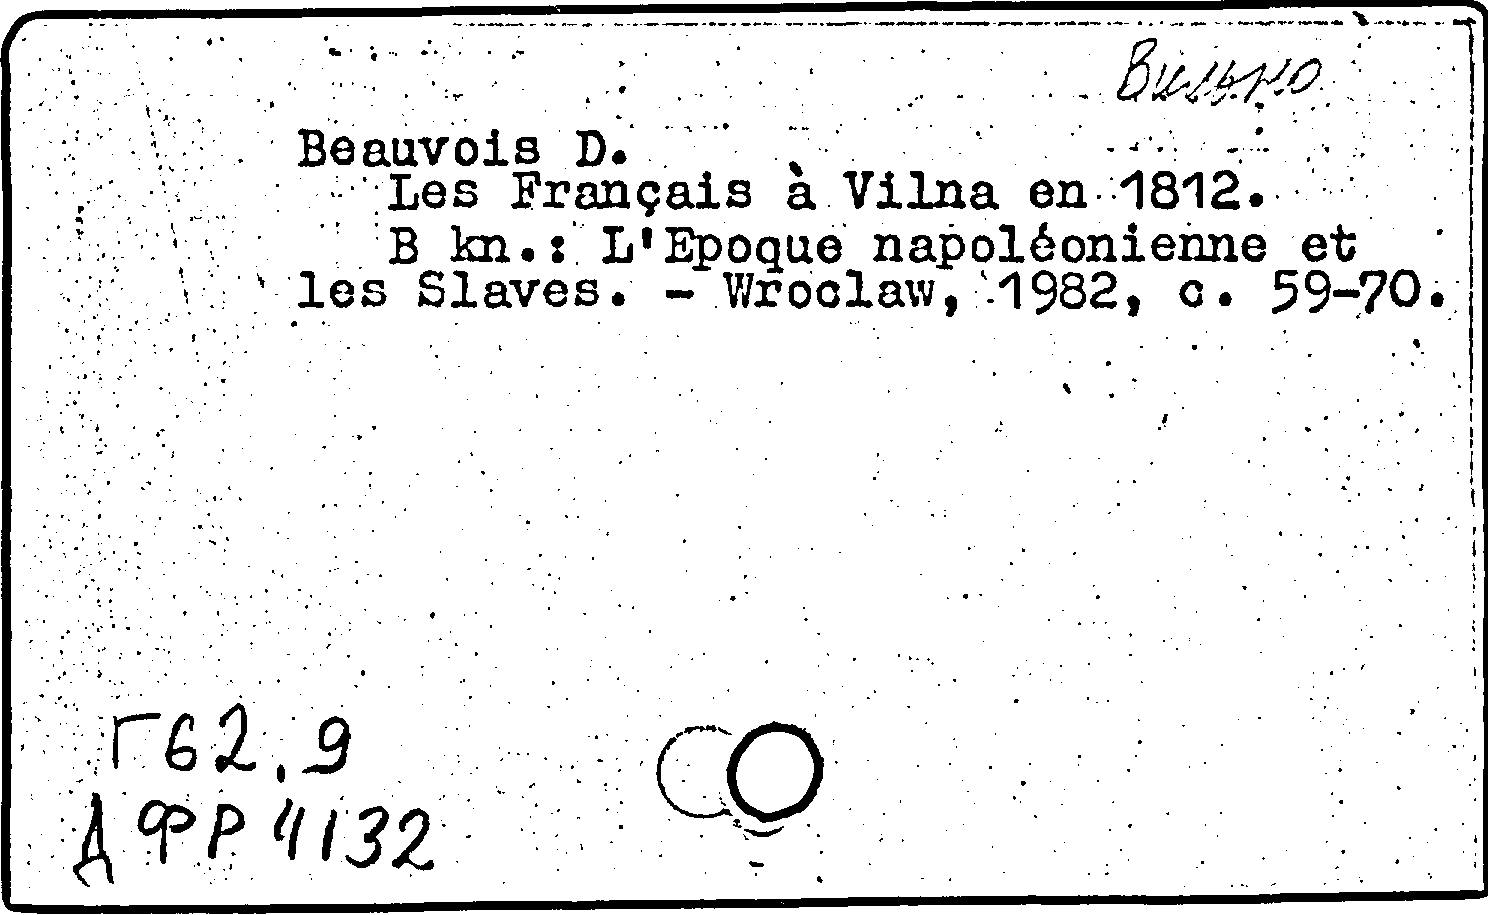 Вильно
Beauvois D.
Les Français à Vilna en 1812.
B kn.: L'Epoque napoléonienne et
les Slaves. - Wroclaw, 1982, c. 59-70.
Г62.9
ДФР 4132